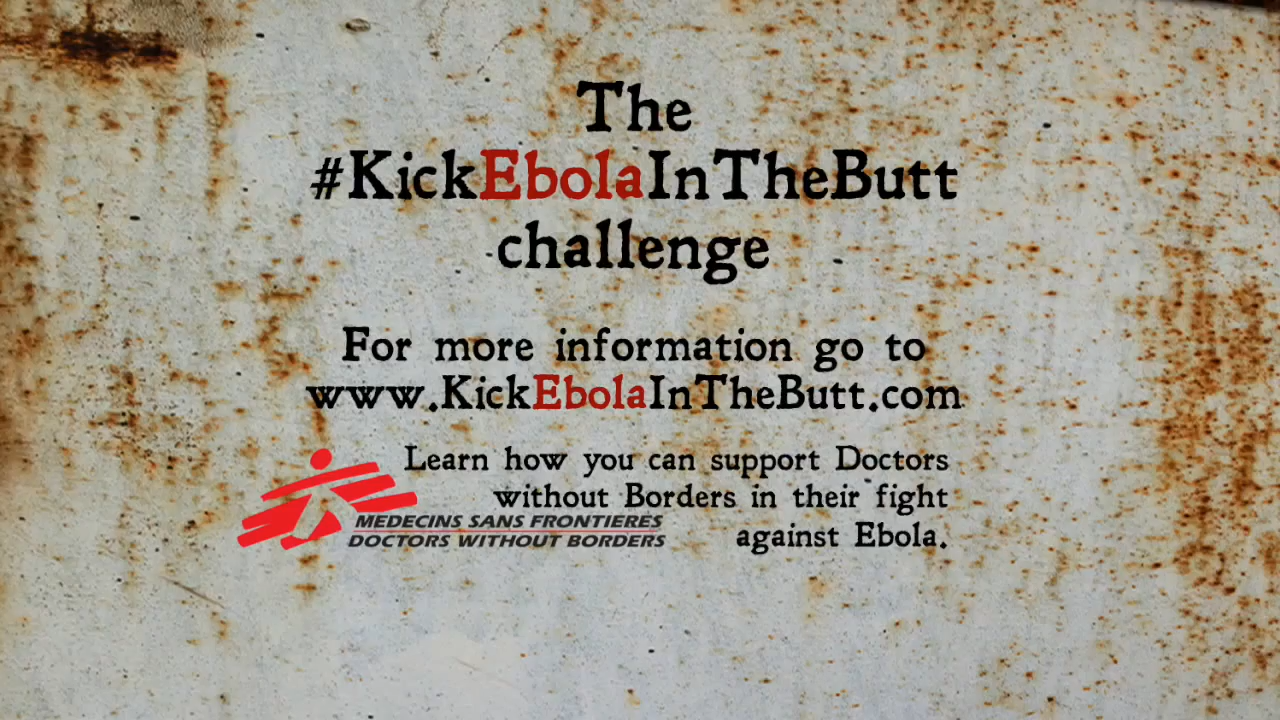 The
#KickEbolaInTheButt
challenge
For more information go to
www.KickEbolaInTheButt.com
Learn how you can support Doctors
without Borders in their fight
against Ebola.
MEDECINS SANS FRONTIERES
DOCTORS WITHOUT BORDERS